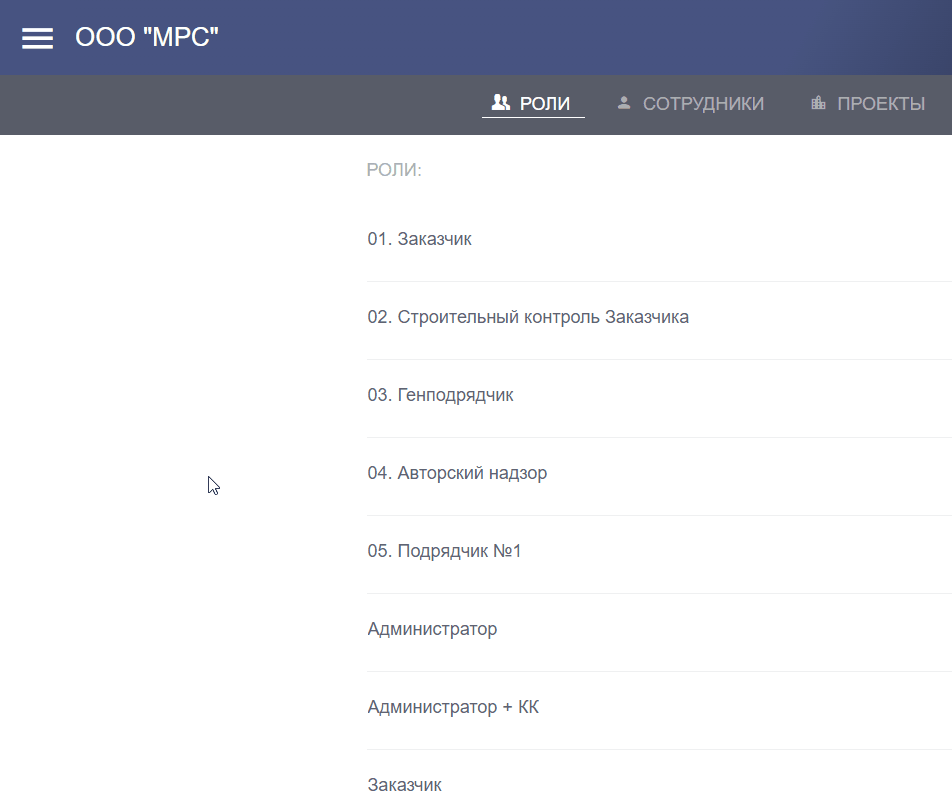 ООО "МРС"
РОЛИ
СОТРУДНИКИ
ПРОЕКТЫ
РОЛИ:
01. Заказчик
02. Строительный контроль Заказчика
03. Генподрядчик
04. Авторский надзор
05. Подрядчик №1
Администратор
Администратор + КК
Заказчик